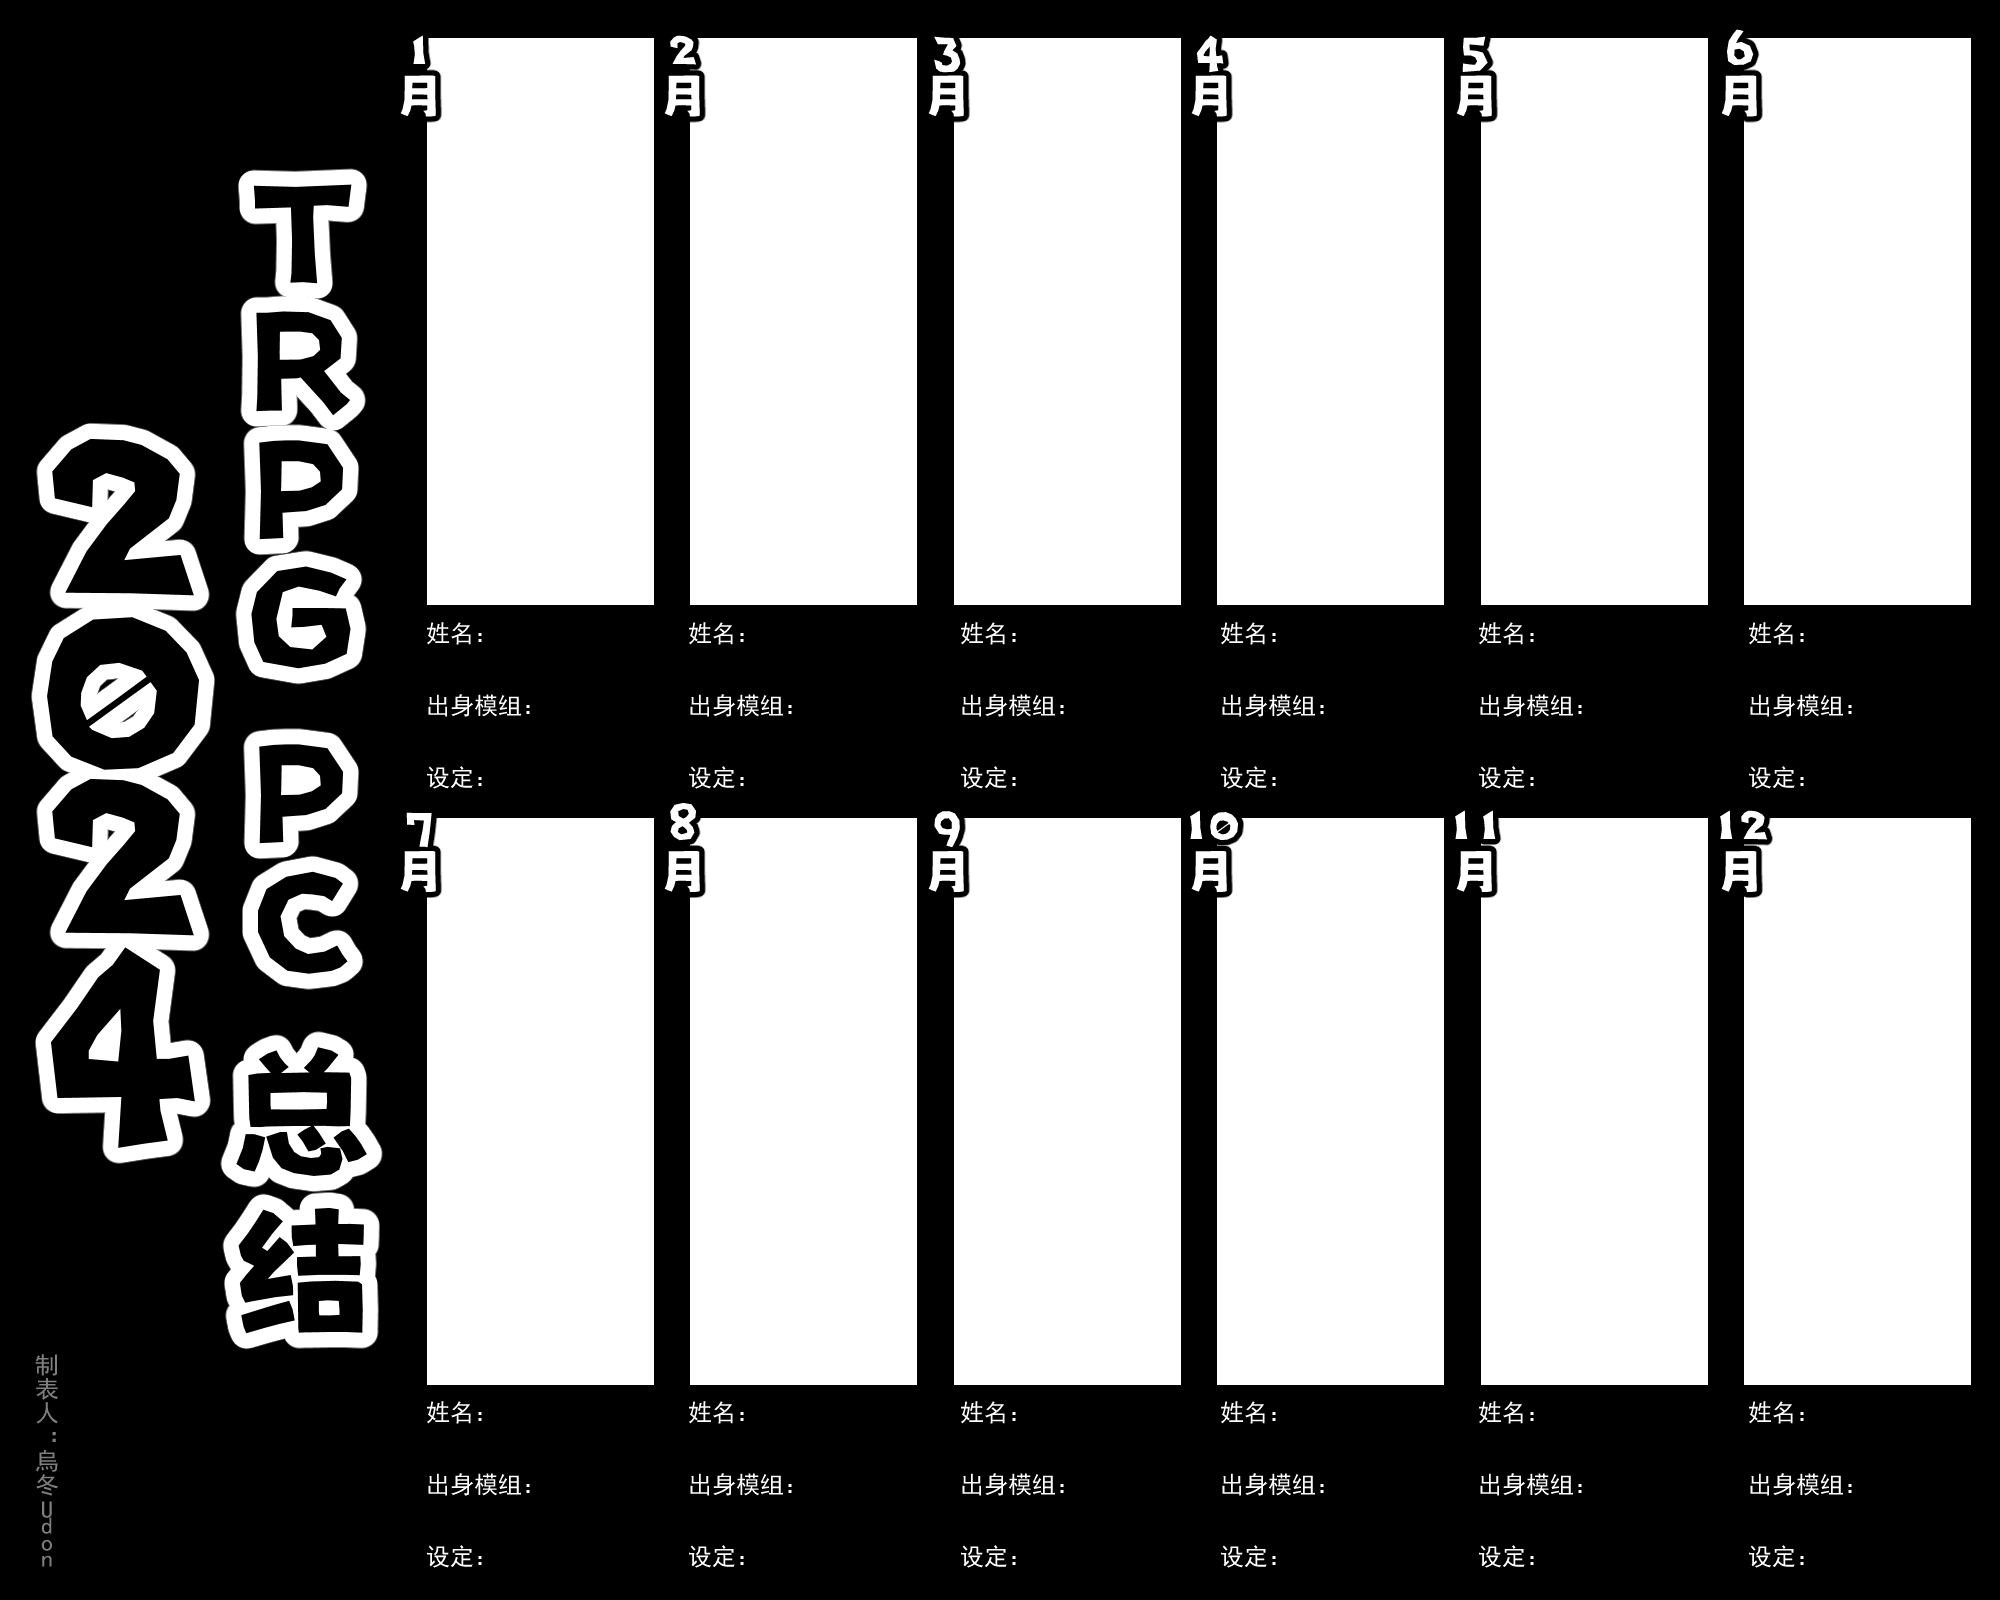 2024
TRPG PC 总结
1月
2月
3月
4月
5月
6月
姓名：
姓名：
姓名：
姓名：
姓名：
姓名：
出身模组：
出身模组：
出身模组：
出身模组：
出身模组：
出身模组：
设定：
设定：
设定：
设定：
设定：
设定：
7月
8月
9月
10月
11月
12月
姓名：
姓名：
姓名：
姓名：
姓名：
姓名：
出身模组：
出身模组：
出身模组：
出身模组：
出身模组：
出身模组：
设定：
设定：
设定：
设定：
设定：
设定：
制表人：烏冬Udon